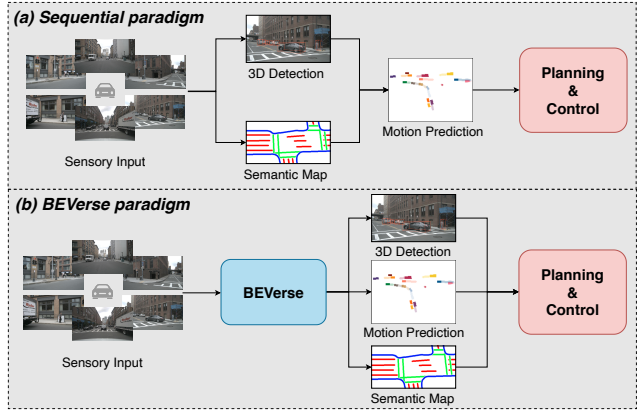 (a) Sequential paradigm
Sensory Input
3D Detection
Semantic Map
Motion Prediction
Planning
&
Control
(b) BEVerse paradigm
Sensory Input
BEVerse
3D Detection
Motion Prediction
Semantic Map
Planning
&
Control